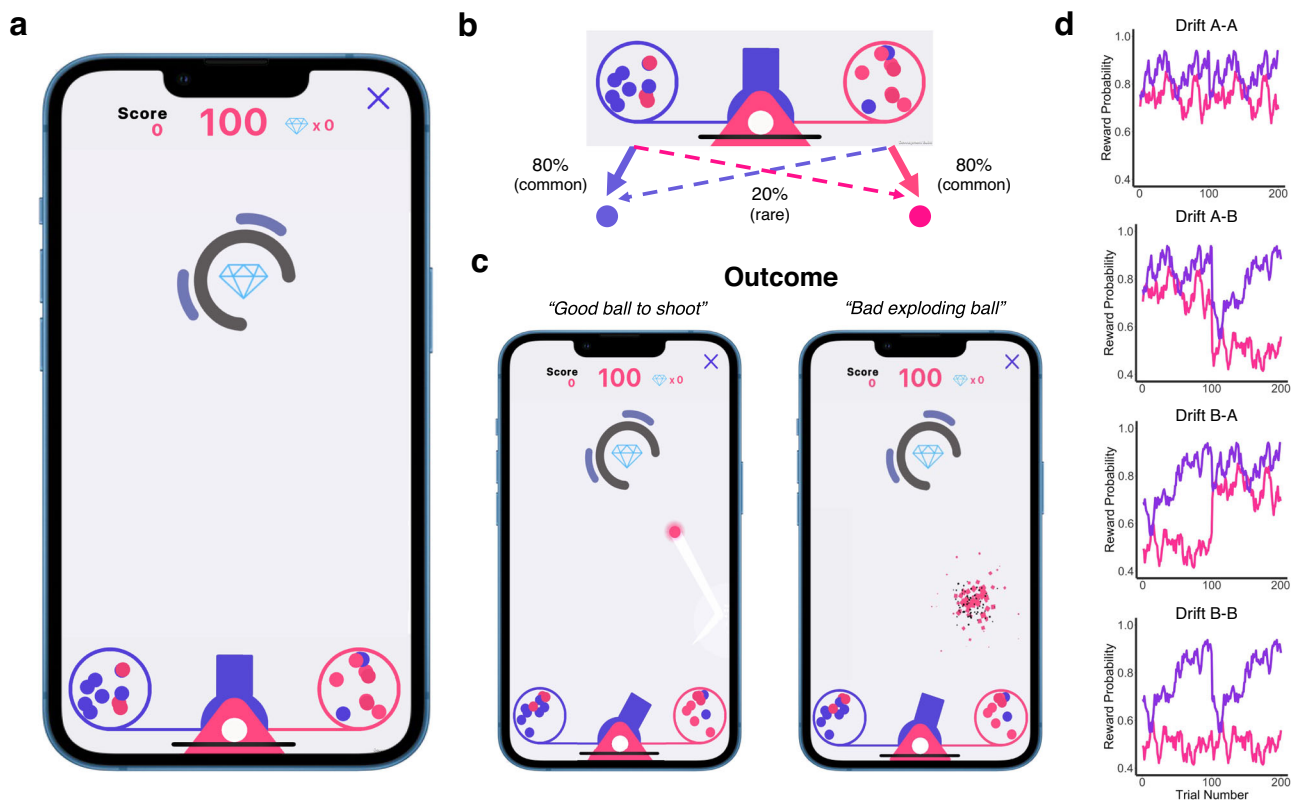 a
Score
0
100
x 0
b
80%
(common)
20%
(rare)
80%
(common)
c
Outcome
“Good ball to shoot”
“Bad exploding ball”
Score
0
100
x 0
Score
0
100
x 0
d
Drift A-A
Reward Probability
1.0
0.8
0.6
0.4
0
100
200
Drift A-B
Reward Probability
1.0
0.8
0.6
0.4
0
100
200
Drift B-A
Reward Probability
1.0
0.8
0.6
0.4
0
100
200
Drift B-B
Reward Probability
1.0
0.8
0.6
0.4
0
100
200
Trial Number